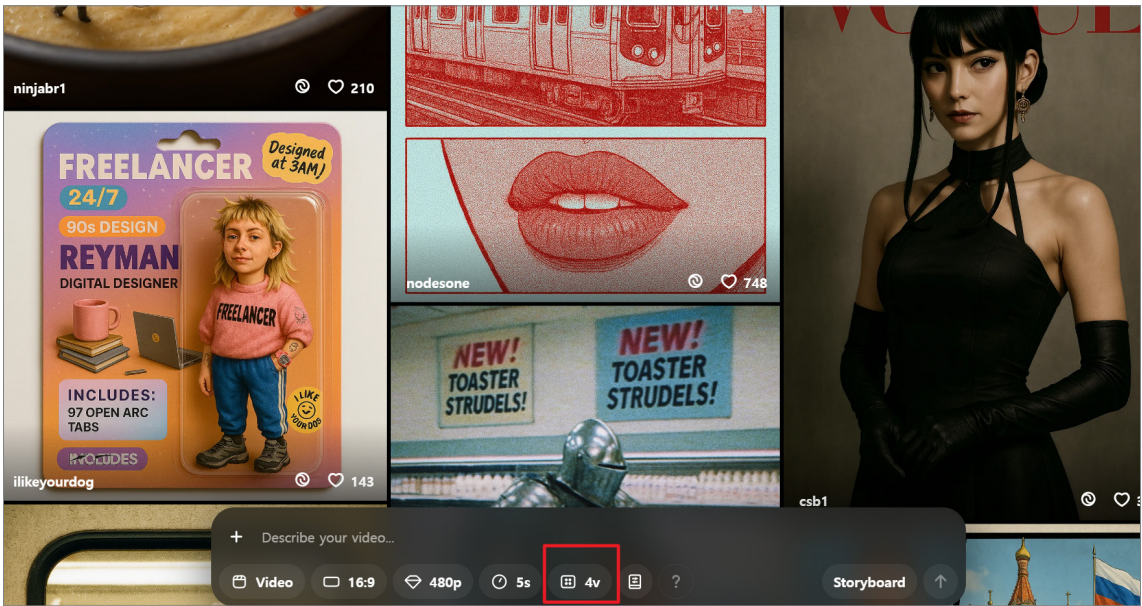 ninjabr1
210
FREELANCER
Designed
at 3AM
24/7
90s DESIGN
REYMAN
DIGITAL DESIGNER
FREELANCER
INCLUDES:
97 OPEN ARC
TABS
I LIKE
YOUR DOG
INCLUDES
ilikeyourdog
143
nodesone
748
NEW!
TOASTER
STRUDELS!
NEW!
TOASTER
STRUDELS!
VOGUE
csb1
+ Describe your video...
Video
16:9
480p
5s
4v
?
Storyboard